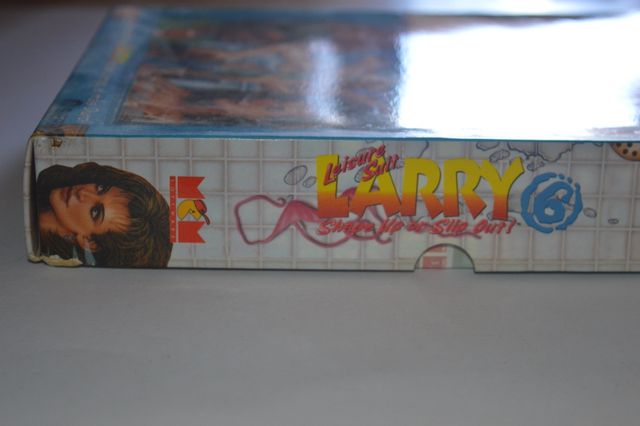 Leisure
Suit
LARRY
6
Shape Up or Slip Out!